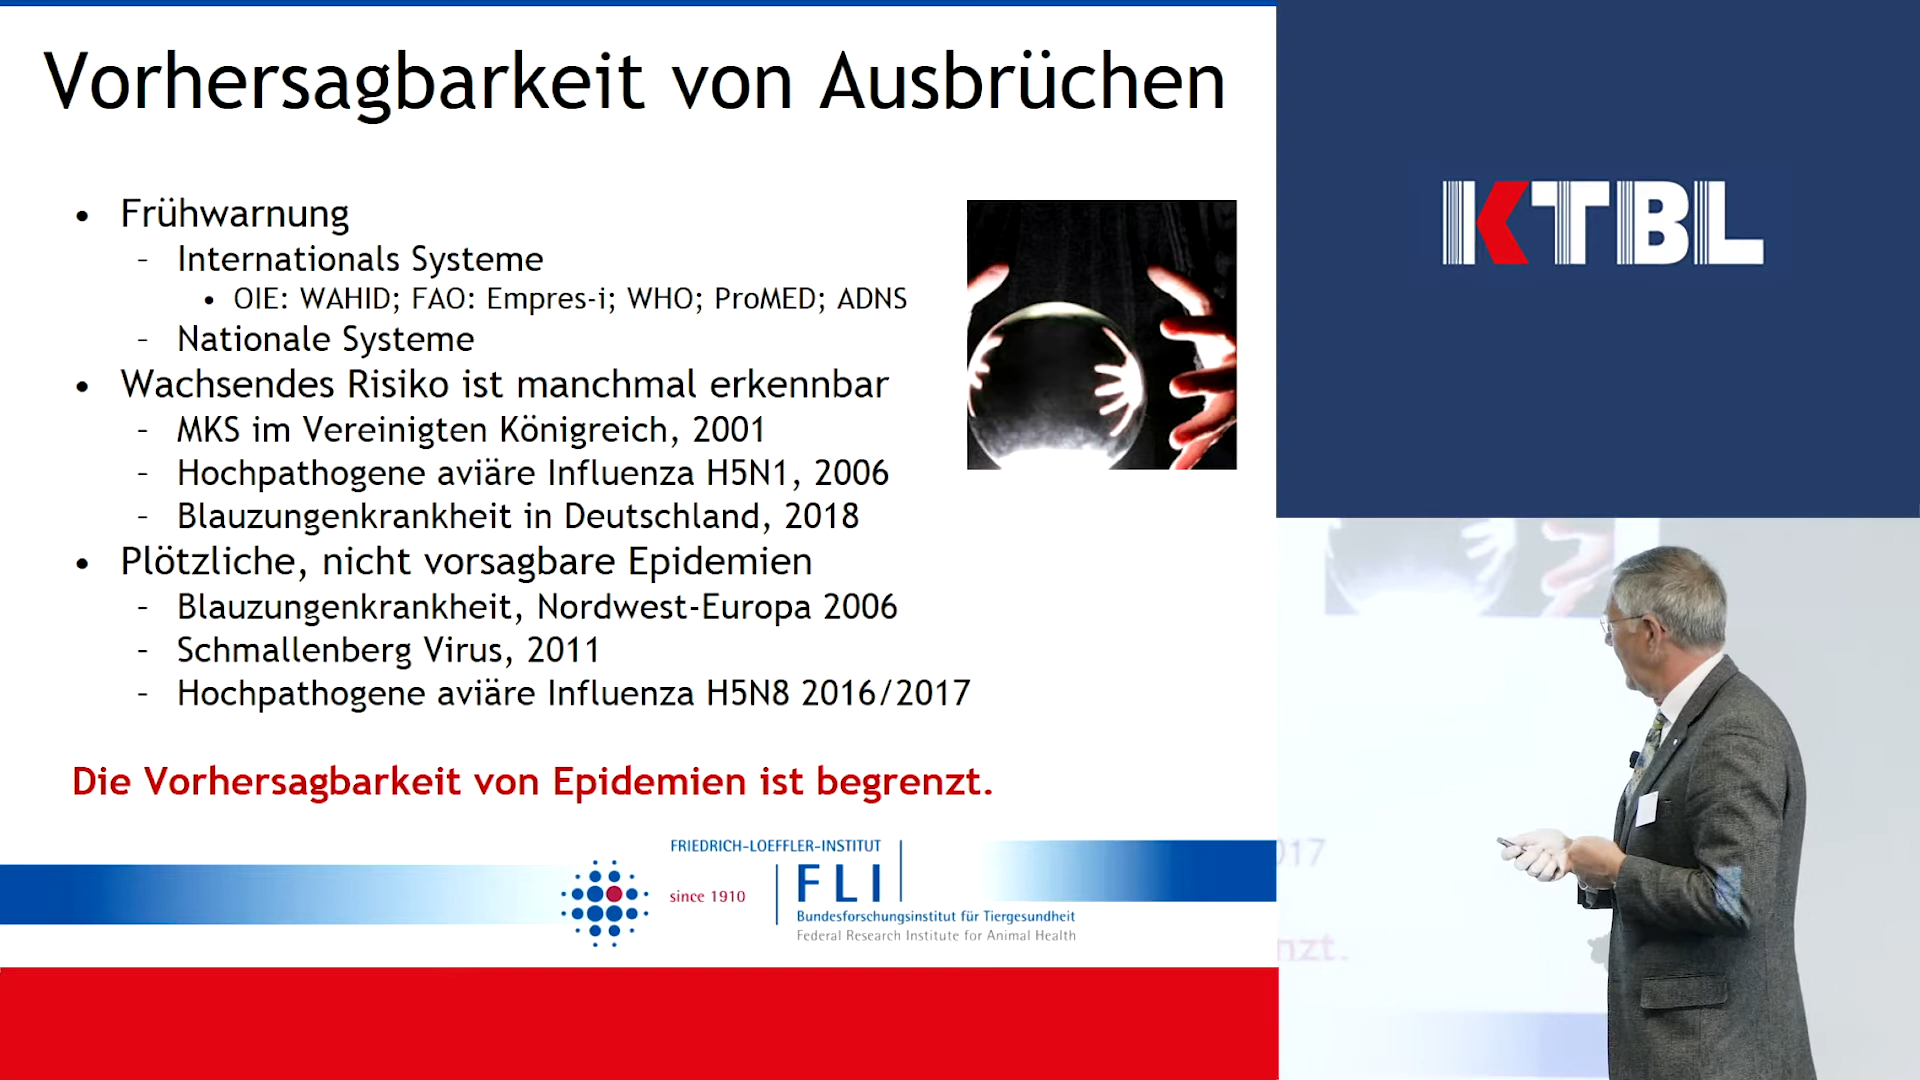 Vorhersagbarkeit von Ausbrüchen
• Frühwarnung
– Internationals Systeme
• OIE: WAHID; FAO: Empres-i; WHO; ProMED; ADNS
– Nationale Systeme
• Wachsendes Risiko ist manchmal erkennbar
– MKS im Vereinigten Königreich, 2001
– Hochpathogene aviäre Influenza H5N1, 2006
– Blauzungenkrankheit in Deutschland, 2018
• Plötzliche, nicht vorsagbare Epidemien
– Blauzungenkrankheit, Nordwest-Europa 2006
– Schmallenberg Virus, 2011
– Hochpathogene aviäre Influenza H5N8 2016/2017
Die Vorhersagbarkeit von Epidemien ist begrenzt.
FRIEDRICH-LOEFFLER-INSTITUT
since 1910
FLI
Bundesforschungsinstitut für Tiergesundheit
Federal Research Institute for Animal Health
KTBL
017
nzt.